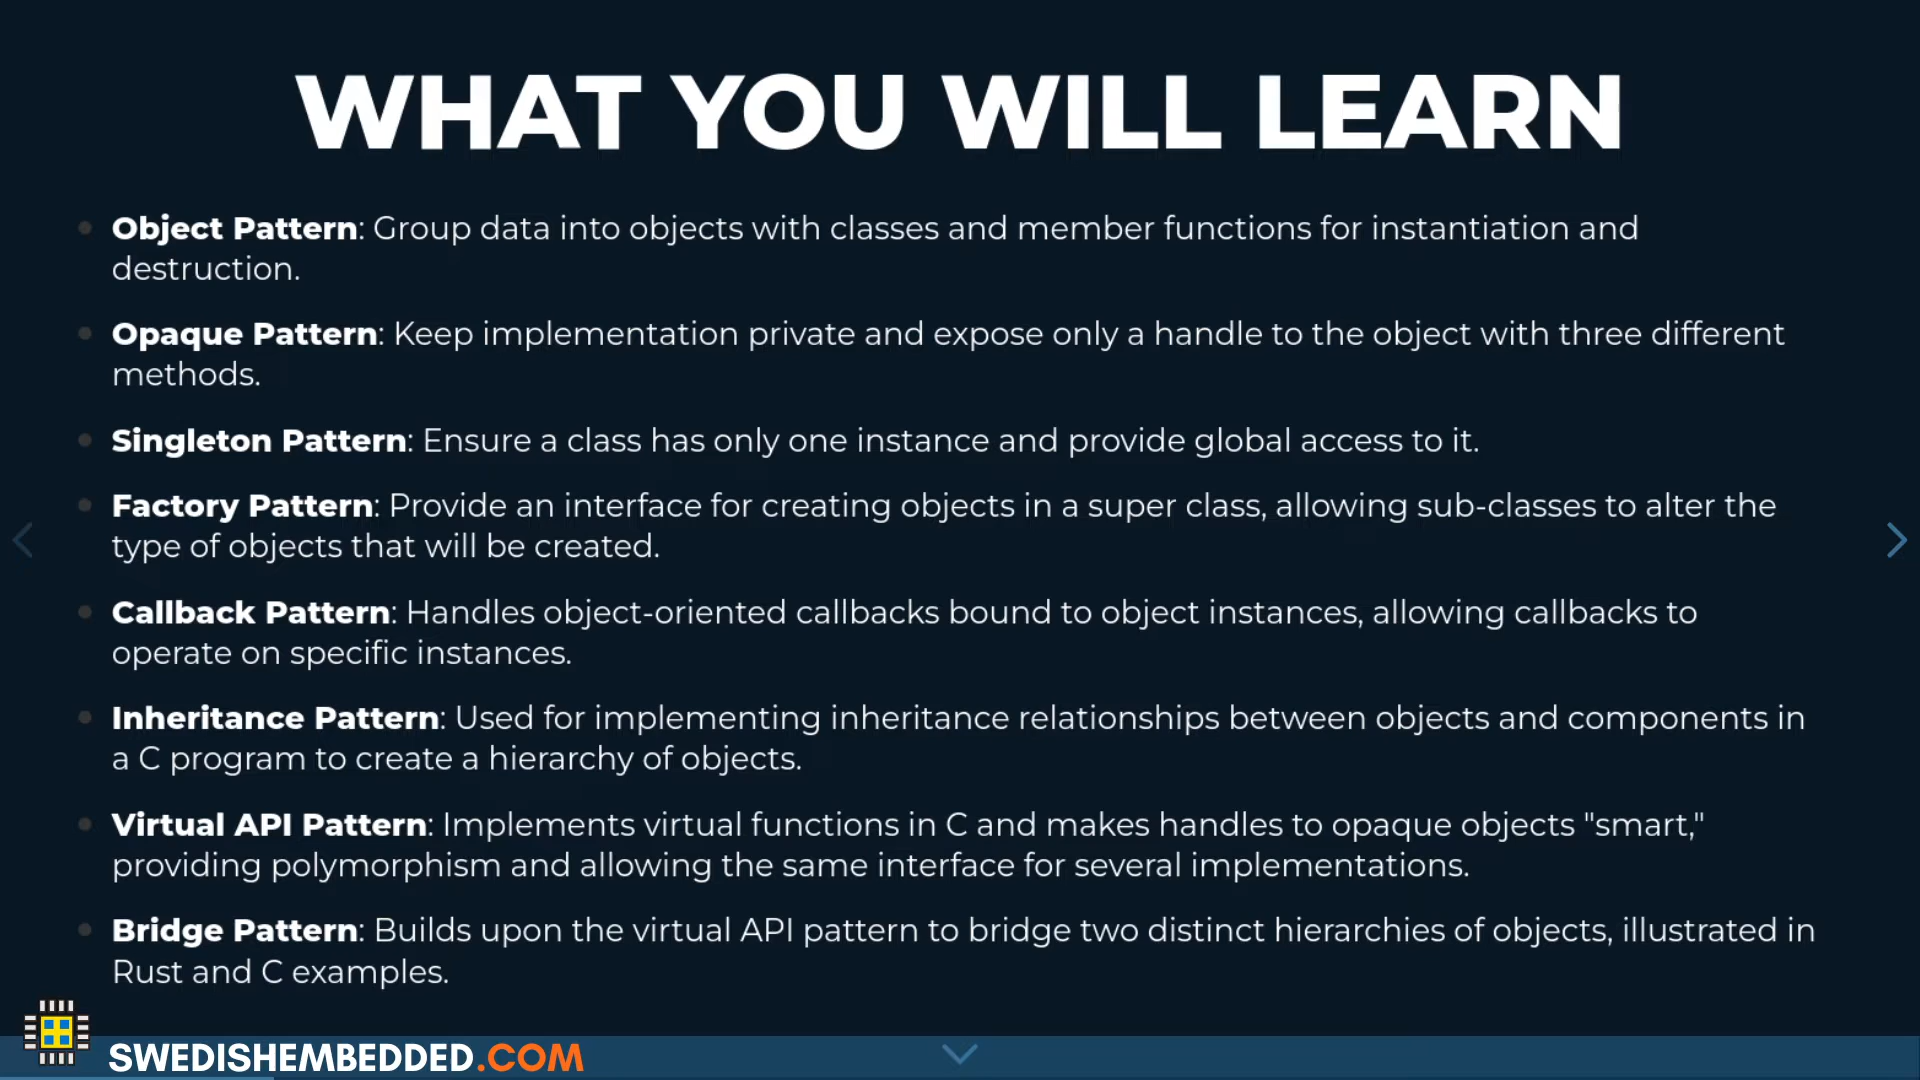 WHAT YOU WILL LEARN
Object Pattern: Group data into objects with classes and member functions for instantiation and
destruction.
Opaque Pattern: Keep implementation private and expose only a handle to the object with three different
methods.
Singleton Pattern: Ensure a class has only one instance and provide global access to it.
Factory Pattern: Provide an interface for creating objects in a super class, allowing sub-classes to alter the
type of objects that will be created.
Callback Pattern: Handles object-oriented callbacks bound to object instances, allowing callbacks to
operate on specific instances.
Inheritance Pattern: Used for implementing inheritance relationships between objects and components in
a C program to create a hierarchy of objects.
Virtual API Pattern: Implements virtual functions in C and makes handles to opaque objects "smart,"
providing polymorphism and allowing the same interface for several implementations.
Bridge Pattern: Builds upon the virtual API pattern to bridge two distinct hierarchies of objects, illustrated in
Rust and C examples.
SWEDISHEMBEDDED.COM